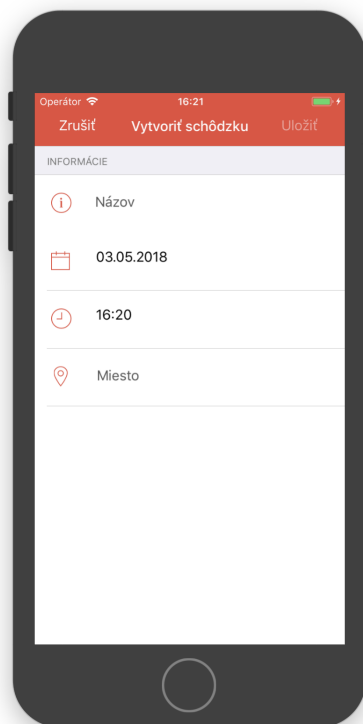 Operátor 16:21
Zrušiť Vytvoriť schôdzku Uložiť
INFORMÁCIE
Názov
03.05.2018
16:20
Miesto